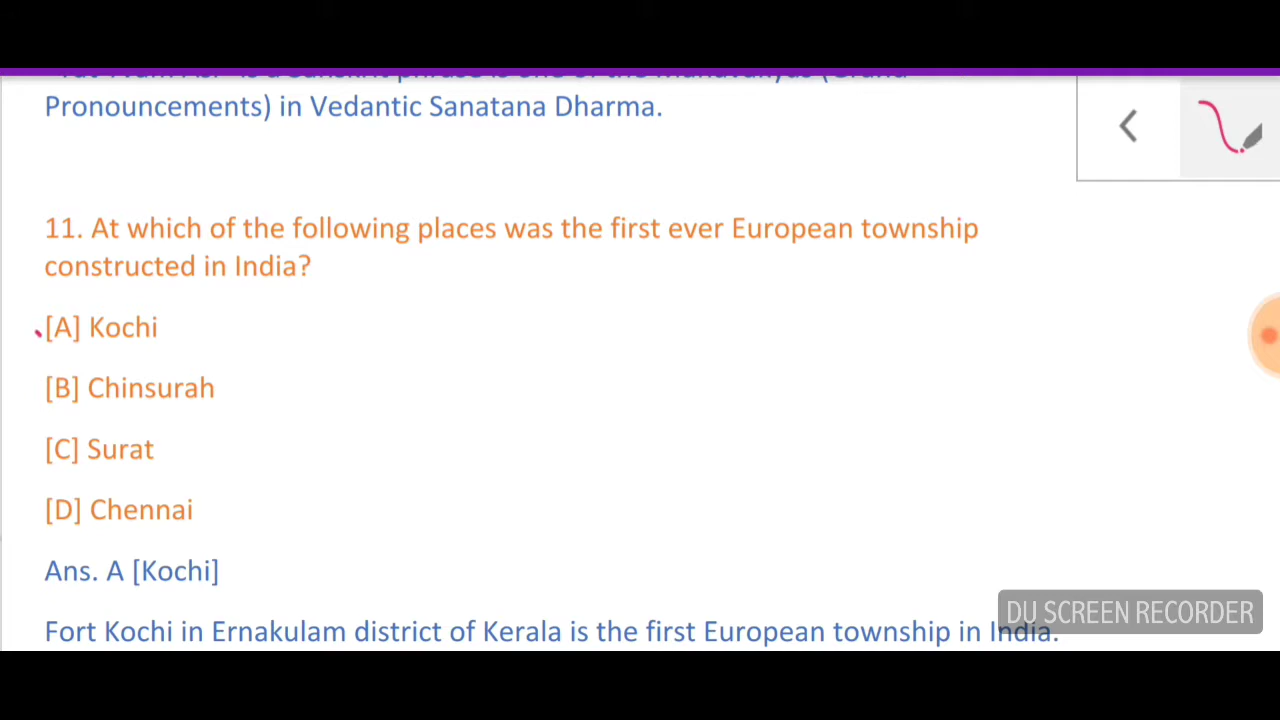 Pronouncements) in Vedantic Sanatana Dharma.
11. At which of the following places was the first ever European township
constructed in India?
[A] Kochi
[B] Chinsurah
[C] Surat
[D] Chennai
Ans. A [Kochi]
Fort Kochi in Ernakulam district of Kerala is the first European township in India.
DU SCREEN RECORDER